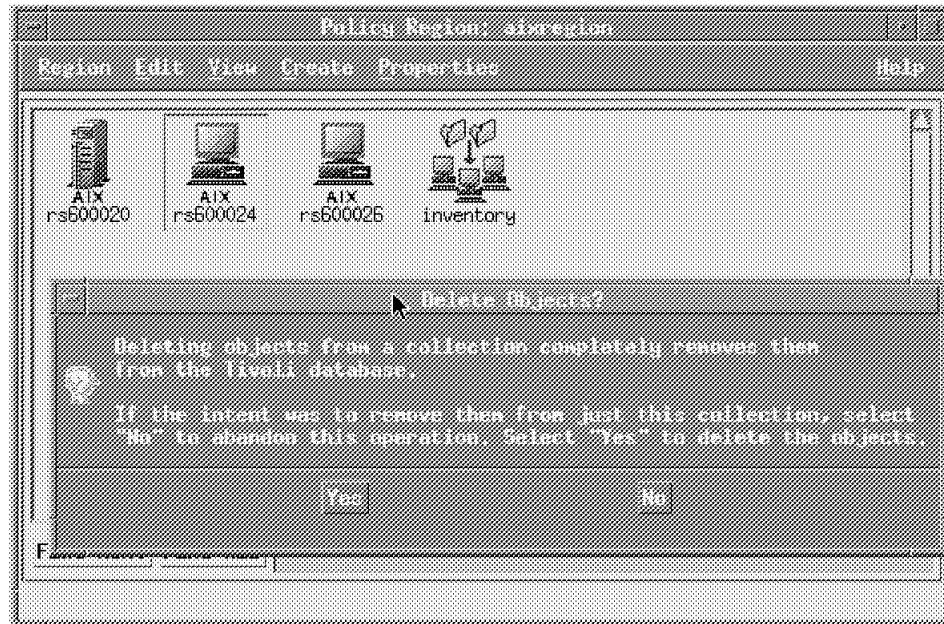 Policy Region: aixregion
Region Edit View Create Properties Help
AIX AIX AIX
rs600020 rs600024 rs600026 inventory
Delete Objects?
Deleting objects from a collection completely removes them
from the Tivoli database.
If the intent was to remove them from just this collection, select
"No" to abandon this operation. Select "Yes" to delete the objects.
Yes No